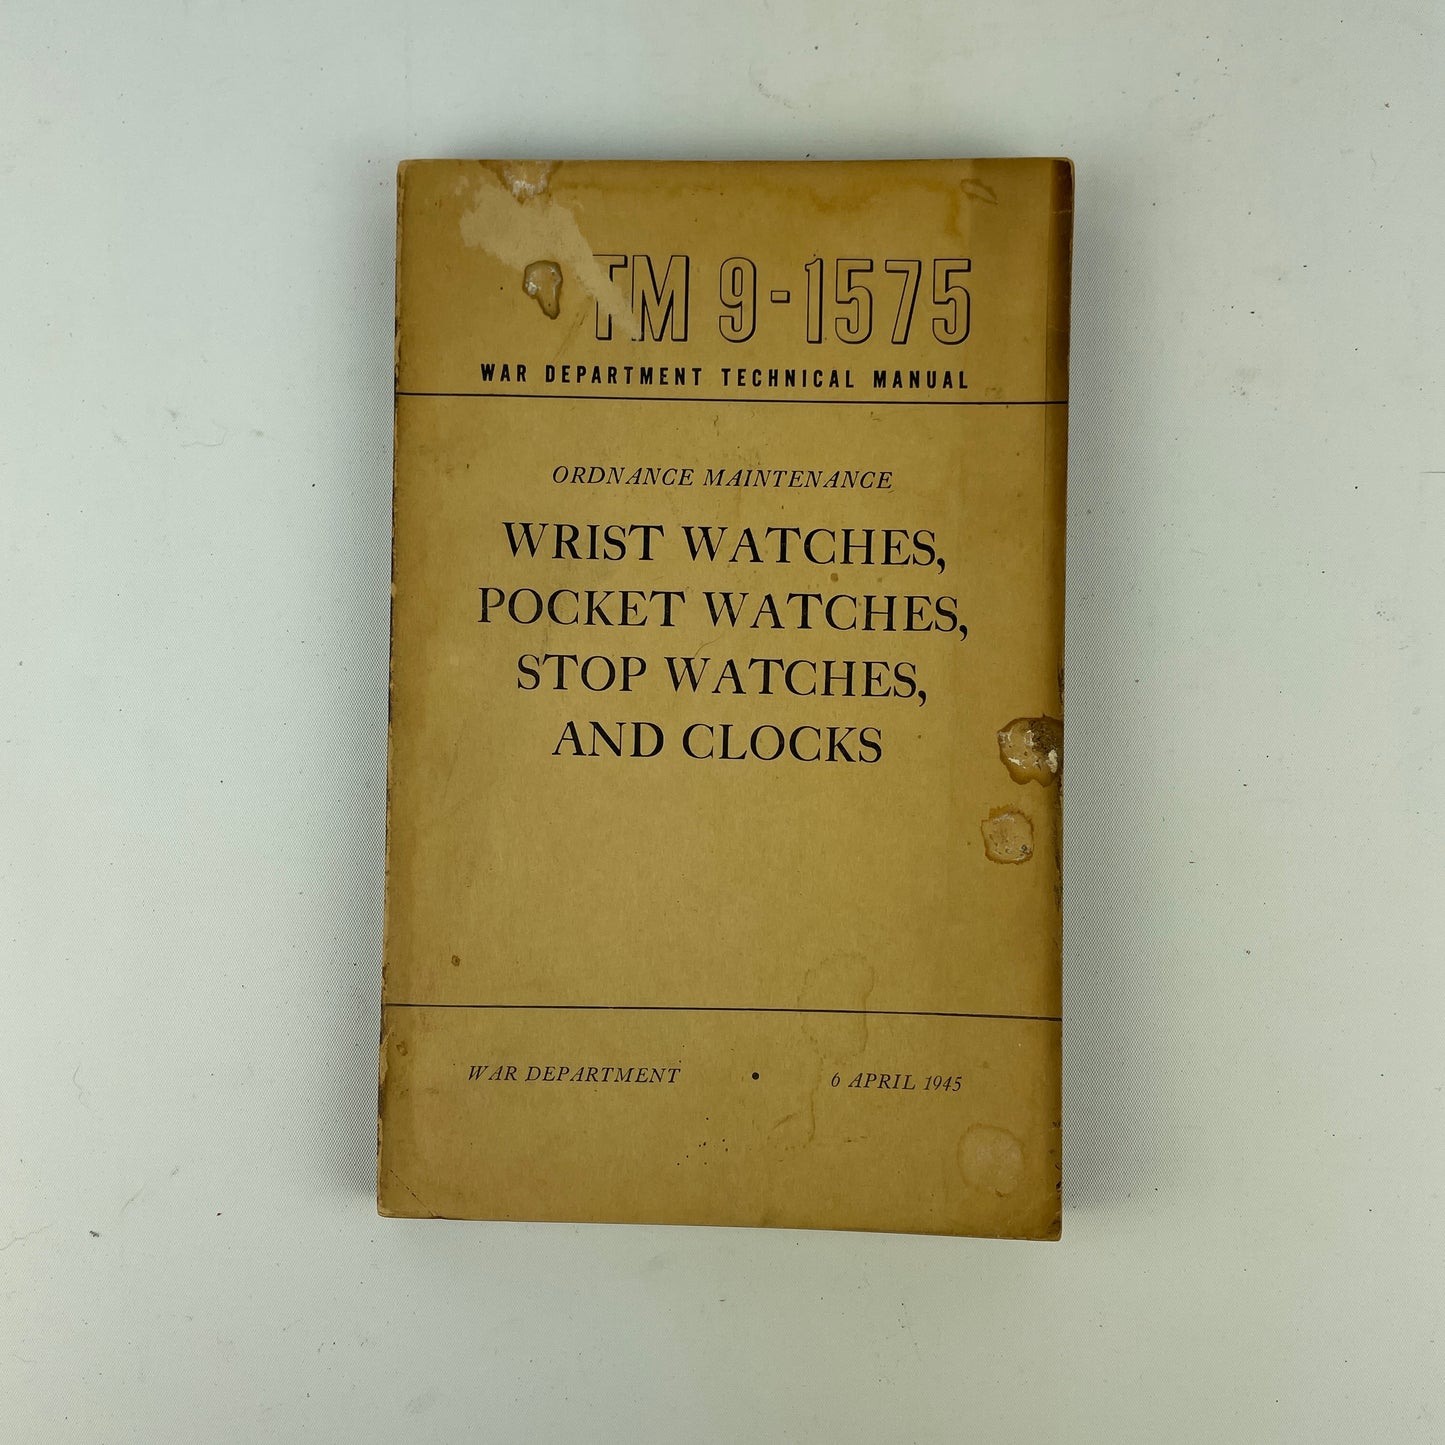 TM 9-1575
WAR DEPARTMENT TECHNICAL MANUAL
ORDNANCE MAINTENANCE
WRIST WATCHES,
POCKET WATCHES,
STOP WATCHES,
AND CLOCKS
WAR DEPARTMENT • 6 APRIL 1945